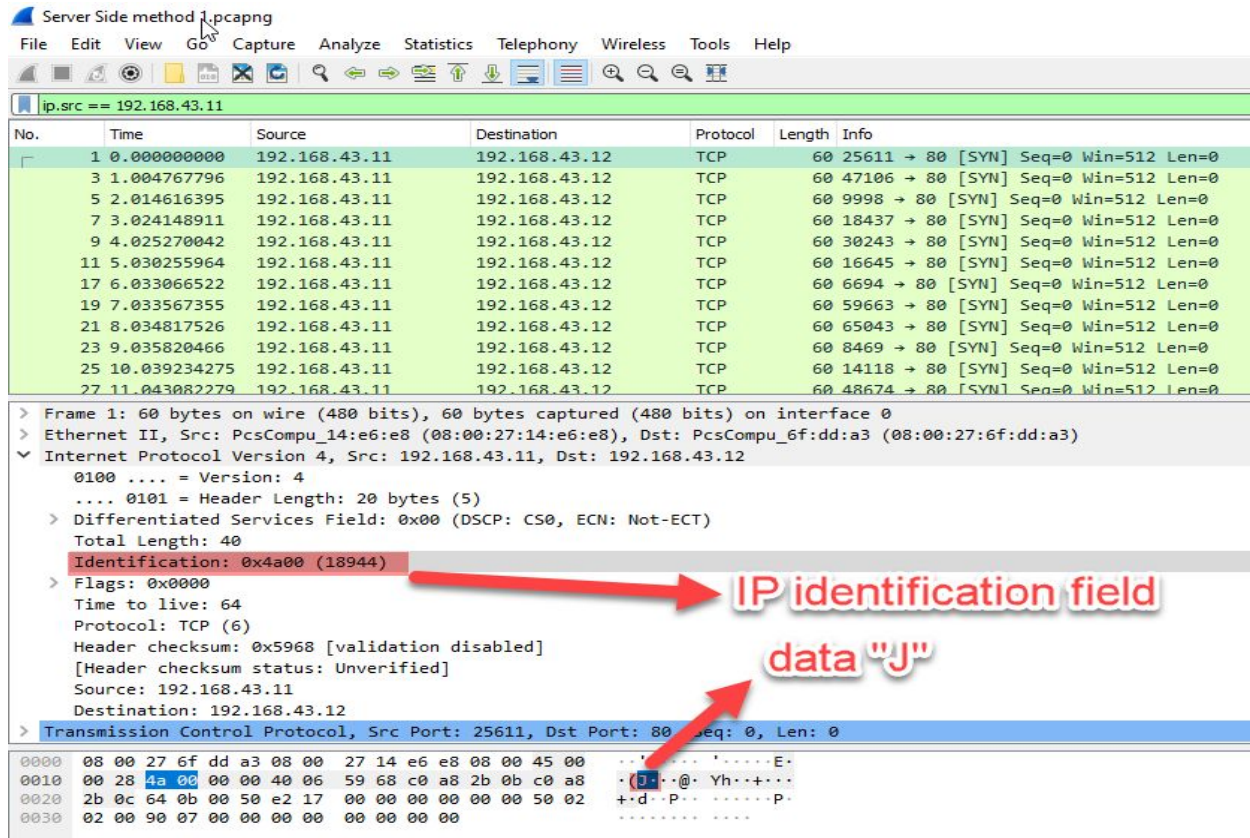 Server Side method 1.pcapng
File Edit View Go Capture Analyze Statistics Telephony Wireless Tools Help
ip.src == 192.168.43.11
No. Time Source Destination Protocol Length Info
1 0.000000000 192.168.43.11 192.168.43.12 TCP 60 25611 → 80 [SYN] Seq=0 Win=512 Len=0
3 1.004767796 192.168.43.11 192.168.43.12 TCP 60 47106 → 80 [SYN] Seq=0 Win=512 Len=0
5 2.014616395 192.168.43.11 192.168.43.12 TCP 60 9998 → 80 [SYN] Seq=0 Win=512 Len=0
7 3.024148911 192.168.43.11 192.168.43.12 TCP 60 18437 → 80 [SYN] Seq=0 Win=512 Len=0
9 4.025270042 192.168.43.11 192.168.43.12 TCP 60 30243 → 80 [SYN] Seq=0 Win=512 Len=0
11 5.030255964 192.168.43.11 192.168.43.12 TCP 60 16645 → 80 [SYN] Seq=0 Win=512 Len=0
17 6.033066522 192.168.43.11 192.168.43.12 TCP 60 6694 → 80 [SYN] Seq=0 Win=512 Len=0
19 7.033567355 192.168.43.11 192.168.43.12 TCP 60 59663 → 80 [SYN] Seq=0 Win=512 Len=0
21 8.034817526 192.168.43.11 192.168.43.12 TCP 60 65043 → 80 [SYN] Seq=0 Win=512 Len=0
23 9.035820466 192.168.43.11 192.168.43.12 TCP 60 8469 → 80 [SYN] Seq=0 Win=512 Len=0
25 10.039234275 192.168.43.11 192.168.43.12 TCP 60 14118 → 80 [SYN] Seq=0 Win=512 Len=0
27 11.043082279 192.168.43.11 192.168.43.12 TCP 60 48674 → 80 [SYN] Seq=0 Win=512 Len=0
Frame 1: 60 bytes on wire (480 bits), 60 bytes captured (480 bits) on interface 0
Ethernet II, Src: PcsCompu_14:e6:e8 (08:00:27:14:e6:e8), Dst: PcsCompu_6f:dd:a3 (08:00:27:6f:dd:a3)
Internet Protocol Version 4, Src: 192.168.43.11, Dst: 192.168.43.12
0100 .... = Version: 4
.... 0101 = Header Length: 20 bytes (5)
Differentiated Services Field: 0x00 (DSCP: CS0, ECN: Not-ECT)
Total Length: 40
Identification: 0x4a00 (18944)
Flags: 0x0000
IP identification field
Time to live: 64
Protocol: TCP (6)
Header checksum: 0x5968 [validation disabled]
data "J"
[Header checksum status: Unverified]
Source: 192.168.43.11
Destination: 192.168.43.12
Transmission Control Protocol, Src Port: 25611, Dst Port: 80 Seq: 0, Len: 0
0000 08 00 27 6f dd a3 08 00 27 14 e6 e8 08 00 45 00 ··'····· '·····E·
0010 00 28 4a 00 00 00 40 06 59 68 c0 a8 2b 0b c0 a8 ·(J···@· Yh··+···
0020 2b 0c 64 0b 00 50 e2 17 00 00 00 00 00 00 50 02 +·d··P·· ······P·
0030 02 00 90 07 00 00 00 00 00 00 00 00 ········ ····